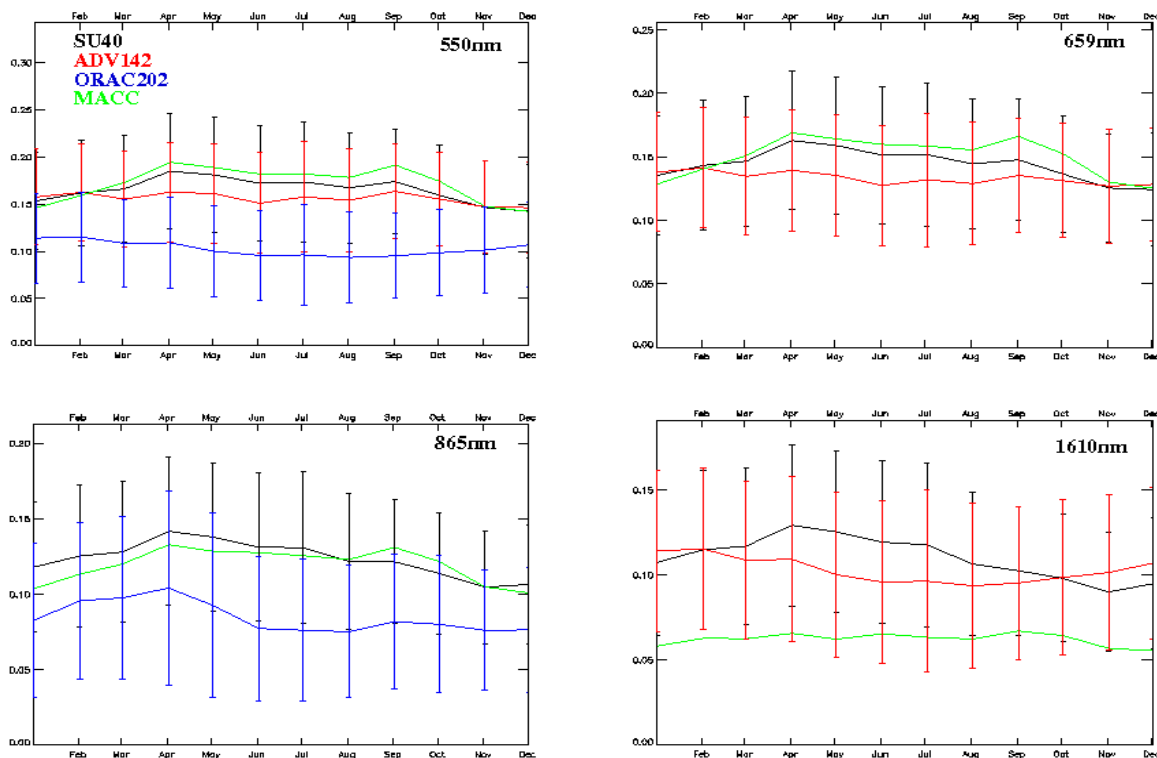 Feb Mar Apr May Jun Jul Aug Sep Oct Nov Dec
SU40
550nm
ADV142
ORAC202
MACC
0.30
0.25
0.20
0.15
0.10
0.05
0.00
Feb Mar Apr May Jun Jul Aug Sep Oct Nov Dec
Feb Mar Apr May Jun Jul Aug Sep Oct Nov Dec
659nm
0.25
0.20
0.15
0.10
0.05
0.00
Feb Mar Apr May Jun Jul Aug Sep Oct Nov Dec
Feb Mar Apr May Jun Jul Aug Sep Oct Nov Dec
865nm
0.20
0.15
0.10
0.05
0.00
Feb Mar Apr May Jun Jul Aug Sep Oct Nov Dec
Feb Mar Apr May Jun Jul Aug Sep Oct Nov Dec
1610nm
0.15
0.10
0.05
0.00
Feb Mar Apr May Jun Jul Aug Sep Oct Nov Dec